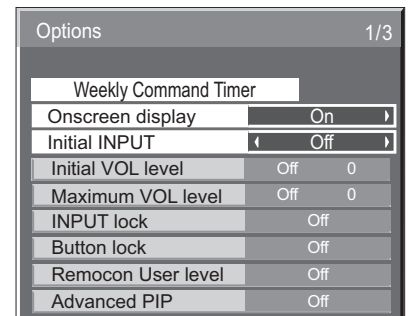 Options 1/3
Weekly Command Timer
Onscreen display On
Initial INPUT Off
Initial VOL level Off 0
Maximum VOL level Off 0
INPUT lock Off
Button lock Off
Remocon User level Off
Advanced PIP Off